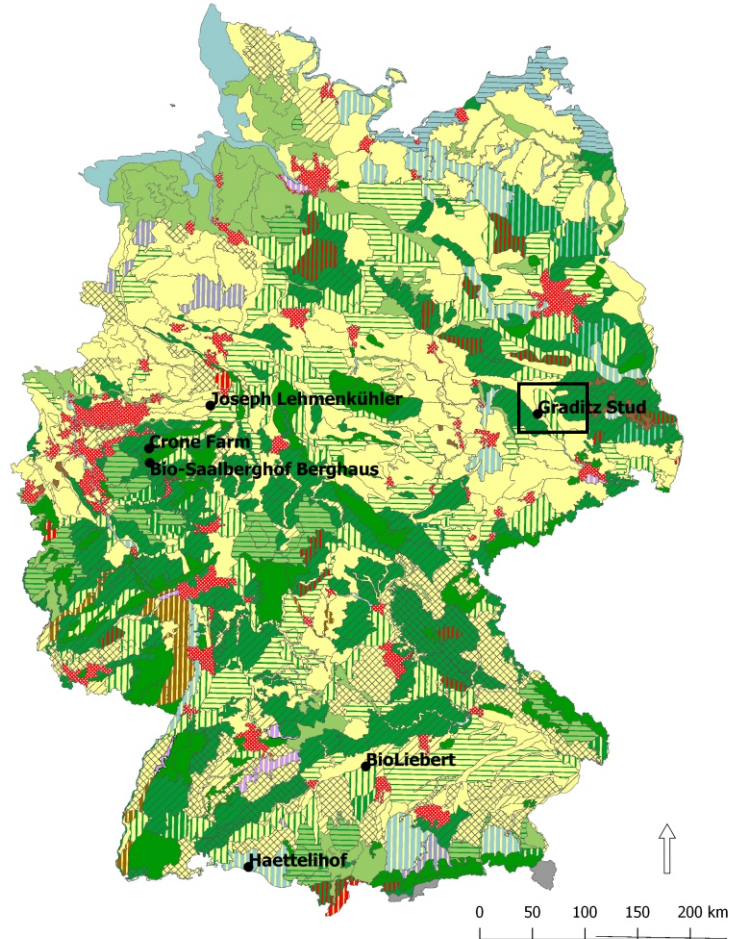 Joseph Lehmenkühler
Graditz Stud
Crone Farm
Bio-Saalberghof Berghaus
BioLiebert
Haettelihof
0 50 100 150 200 km